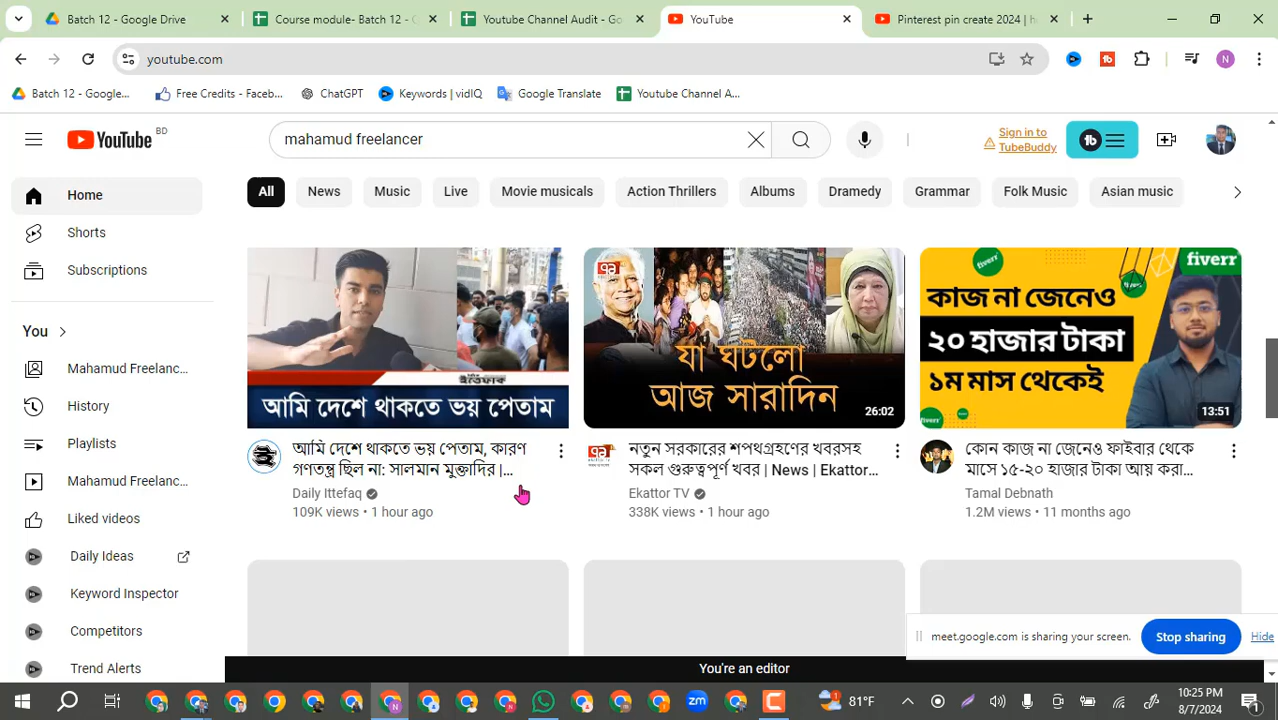 Batch 12 - Google Drive
Course module- Batch 12 -
Youtube Channel Audit - Go
YouTube
Pinterest pin create 2024 | h
youtube.com
N
Batch 12 - Google...
Free Credits - Faceb...
ChatGPT
Keywords | vidIQ
Google Translate
Youtube Channel A...
YouTube BD
mahamud freelancer
Sign in to
TubeBuddy
All
News
Music
Live
Movie musicals
Action Thrillers
Albums
Dramedy
Grammar
Folk Music
Asian music
Home
Shorts
Subscriptions
You
Mahamud Freelanc...
History
Playlists
Mahamud Freelanc...
Liked videos
Daily Ideas
Keyword Inspector
Competitors
Trend Alerts
ইত্তেফাক
আমি দেশে থাকতে ভয় পেতাম
আমি দেশে থাকতে ভয় পেতাম, কারণ
গণতন্ত্র ছিল না: সালমান মুক্তাদির |...
Daily Ittefaq
109K views • 1 hour ago
যা ঘটলো
আজ সারাদিন
26:02
নতুন সরকারের শপথগ্রহণের খবরসহ
সকল গুরুত্বপূর্ণ খবর | News | Ekattor...
Ekattor TV
338K views • 1 hour ago
fiverr
fiverr
কাজ না জেনেও
২০ হাজার টাকা
১ম মাস থেকেই
13:51
কোন কাজ না জেনেও ফাইবার থেকে
মাসে ১৫-২০ হাজার টাকা আয় করা...
Tamal Debnath
1.2M views • 11 months ago
meet.google.com is sharing your screen.
Stop sharing
Hide
You're an editor
81°F
10:25 PM
8/7/2024